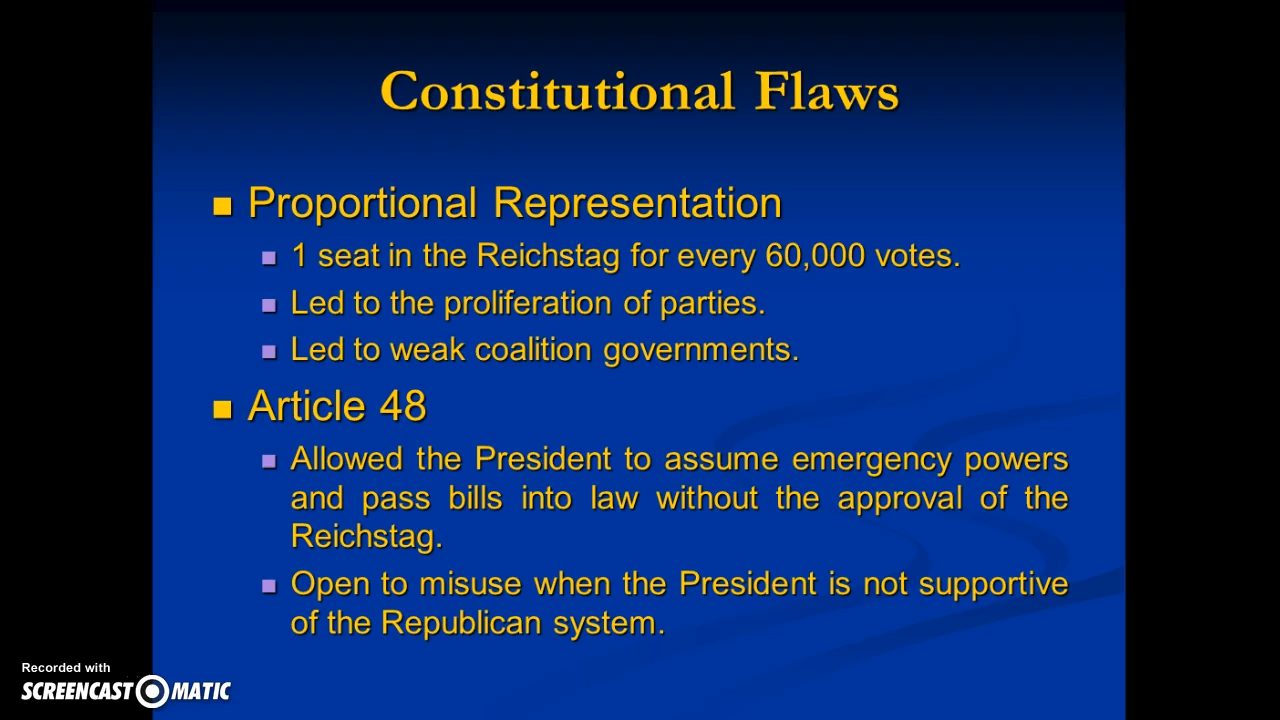 Constitutional Flaws
Proportional Representation
1 seat in the Reichstag for every 60,000 votes.
Led to the proliferation of parties.
Led to weak coalition governments.
Article 48
Allowed the President to assume emergency powers
and pass bills into law without the approval of the
Reichstag.
Open to misuse when the President is not supportive
of the Republican system.
Recorded with
SCREENCAST MATIC